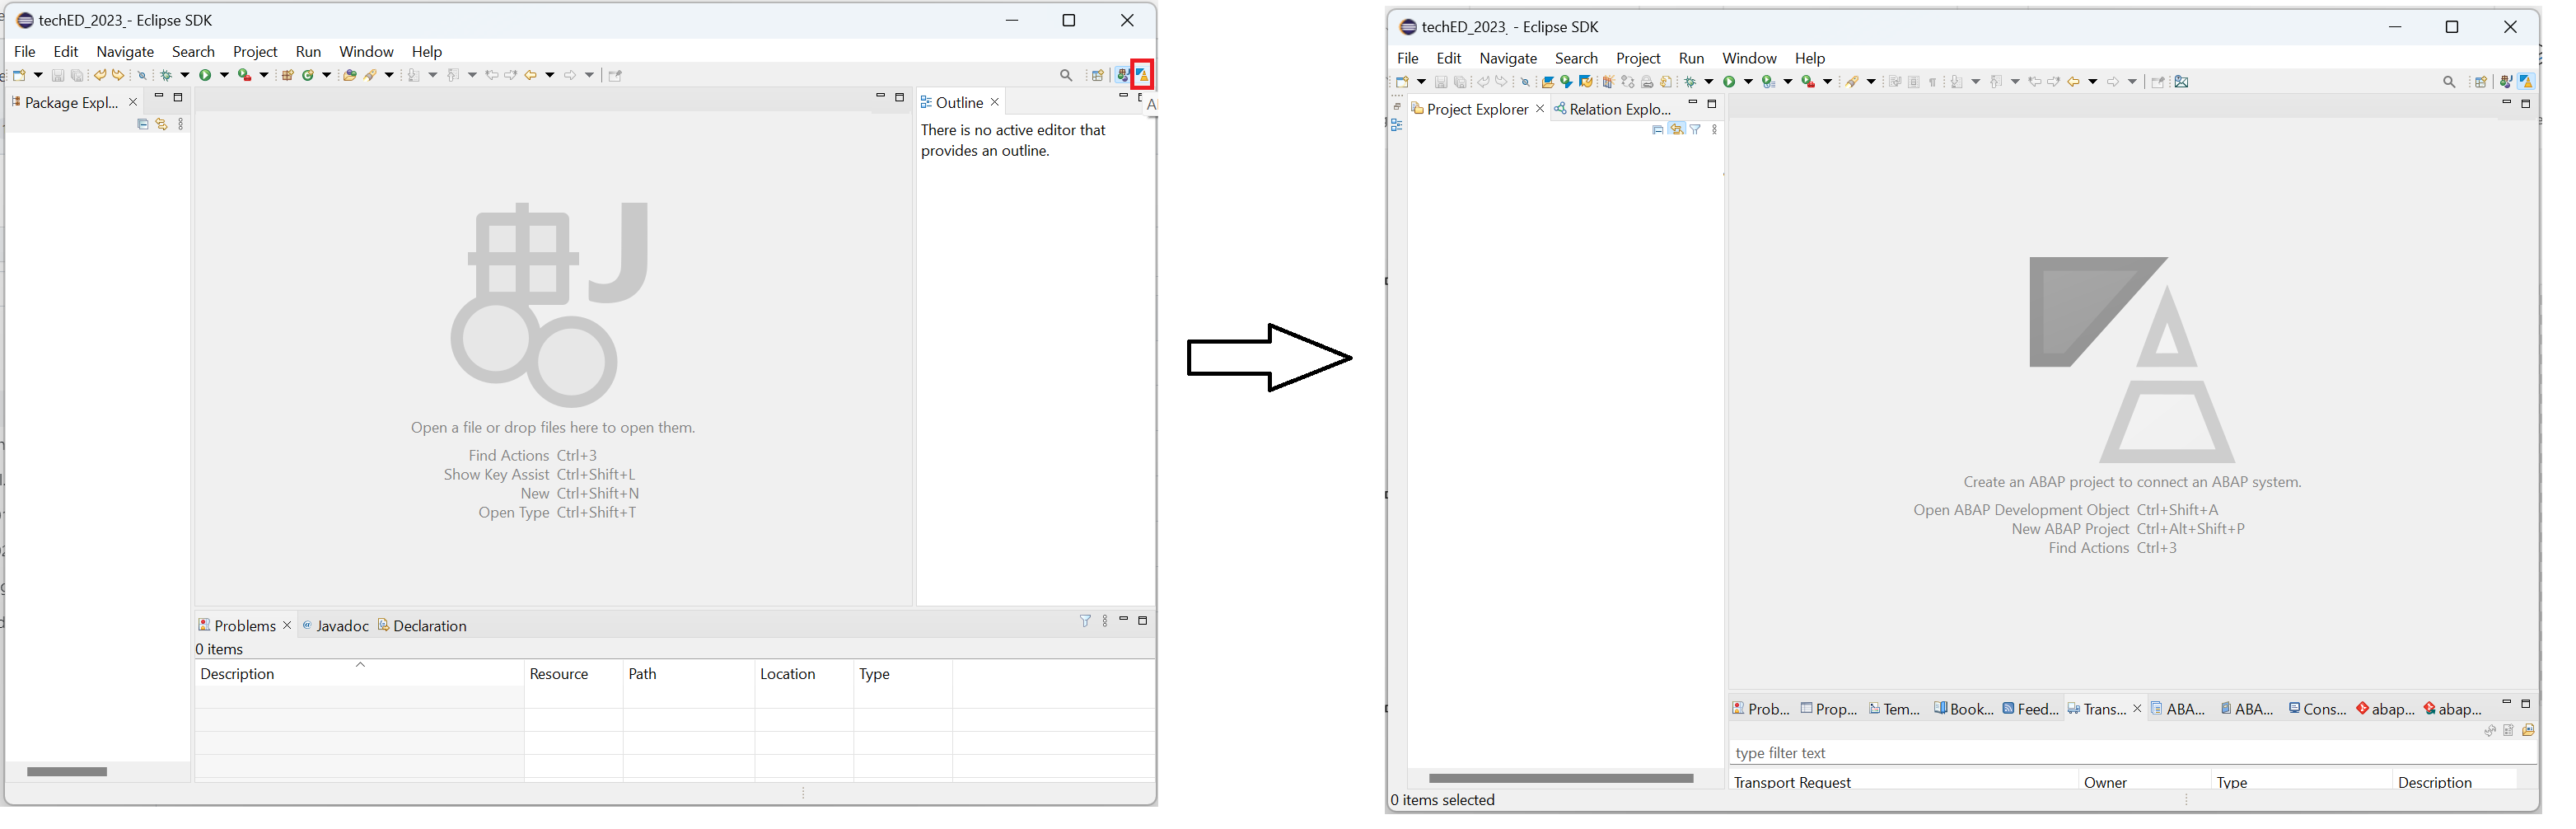 techED_2023_ - Eclipse SDK
File Edit Navigate Search Project Run Window Help
Package Expl...
Outline
There is no active editor that
provides an outline.
Open a file or drop files here to open them.
Find Actions Ctrl+3
Show Key Assist Ctrl+Shift+L
New Ctrl+Shift+N
Open Type Ctrl+Shift+T
Problems @ Javadoc Declaration
0 items
Description Resource Path Location Type
techED_2023_ - Eclipse SDK
File Edit Navigate Search Project Run Window Help
Project Explorer Relation Explo...
Create an ABAP project to connect an ABAP system.
Open ABAP Development Object Ctrl+Shift+A
New ABAP Project Ctrl+Alt+Shift+P
Find Actions Ctrl+3
Prob... Prop... Tem... Book... Feed... Trans... ABA... ABA... Cons... abap... abap...
type filter text
Transport Request Owner Type Description
0 items selected